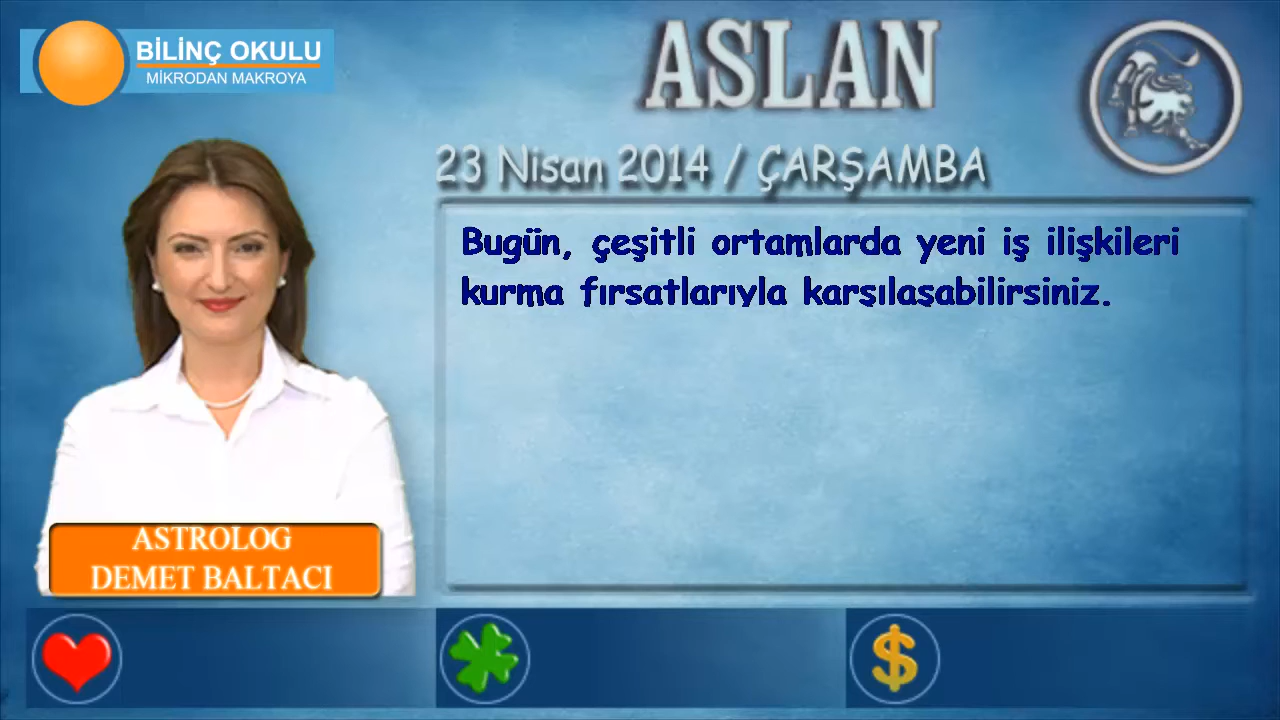 BİLİNÇ OKULU
MİKRODAN MAKROYA
ASLAN
23 Nisan 2014 / ÇARŞAMBA
Bugün, çeşitli ortamlarda yeni iş ilişkileri
kurma fırsatlarıyla karşılaşabilirsiniz.
ASTROLOG
DEMET BALTACI
$